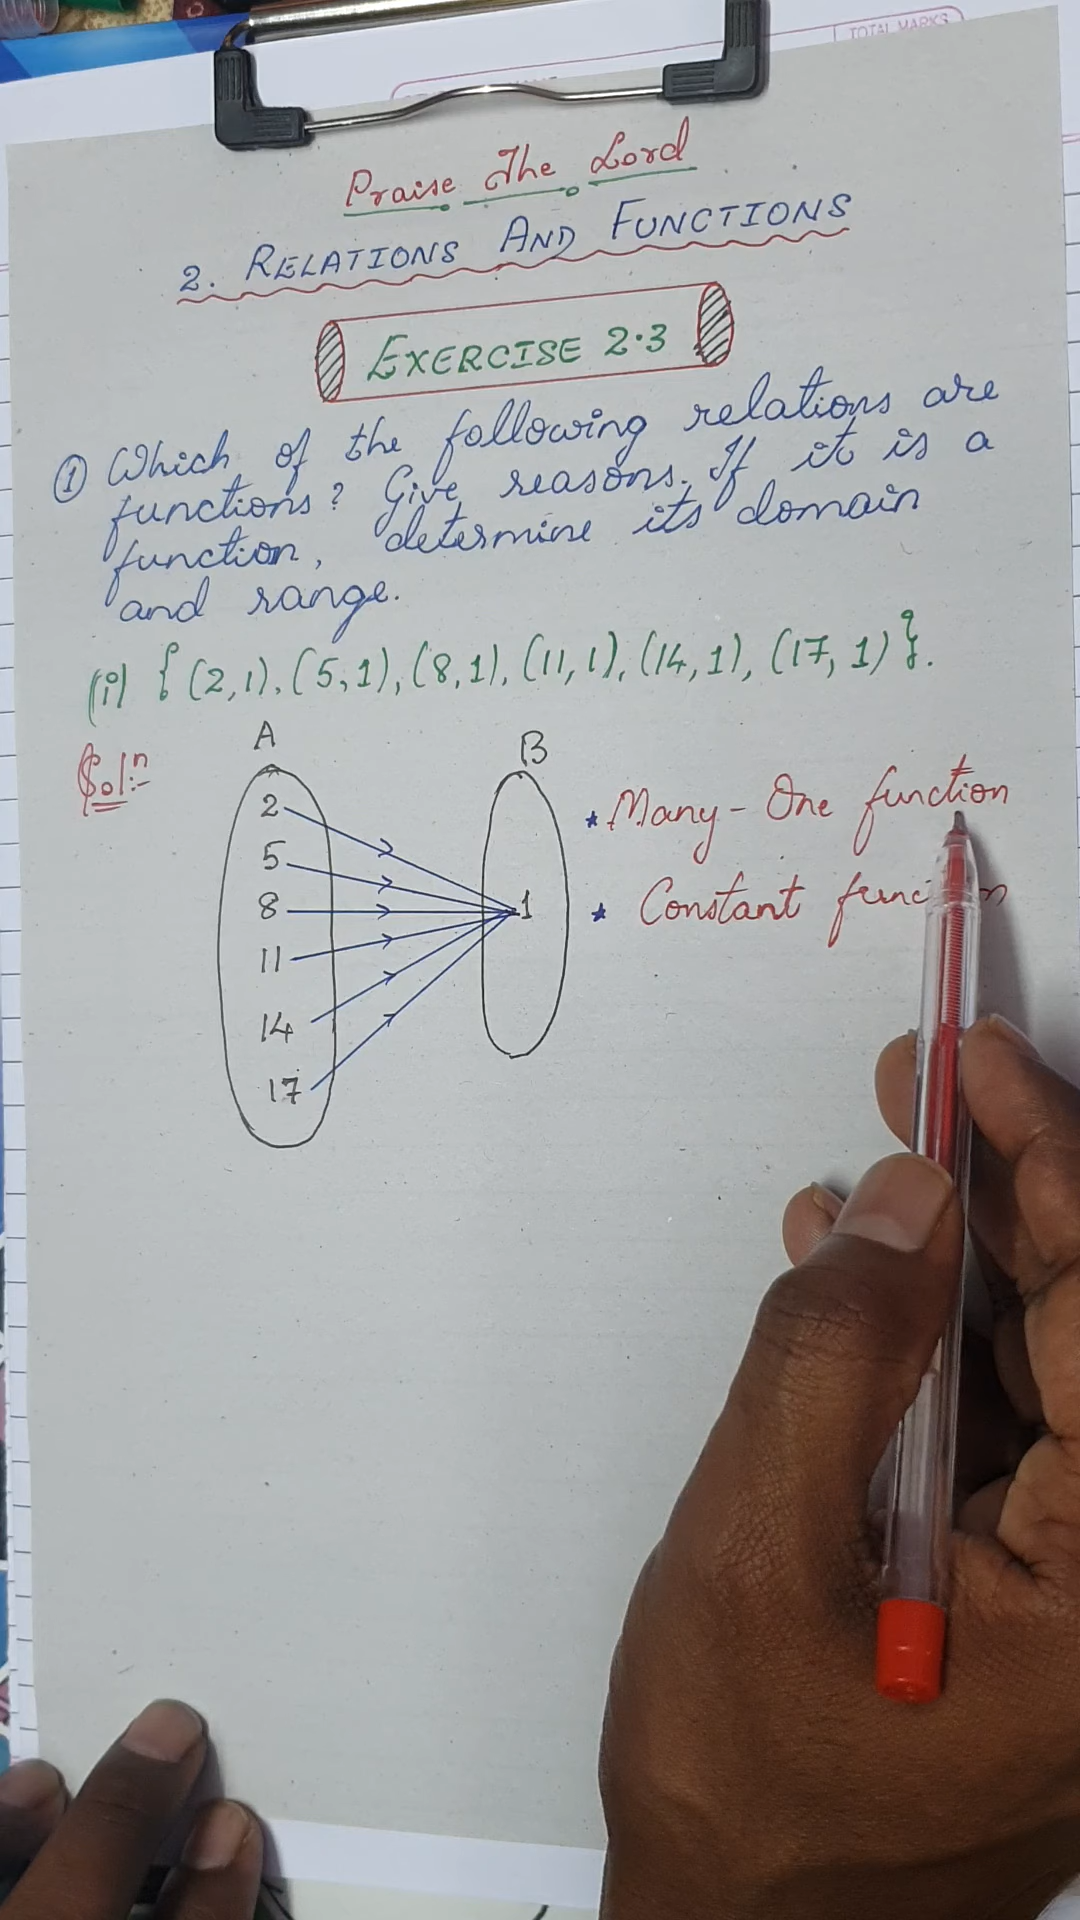 TOTAL MARKS
Praise The Lord
2. RELATIONS AND FUNCTIONS
EXERCISE 2.3
① Which of the following relations are
functions? Give reasons. If it is a
function, determine its domain
and range.
(i) {(2,1), (5,1), (8,1), (11,1), (14,1), (17,1)}.
Solⁿ:-
A
B
2
5
8
11
14
17
1
* Many-One function
* Constant func n